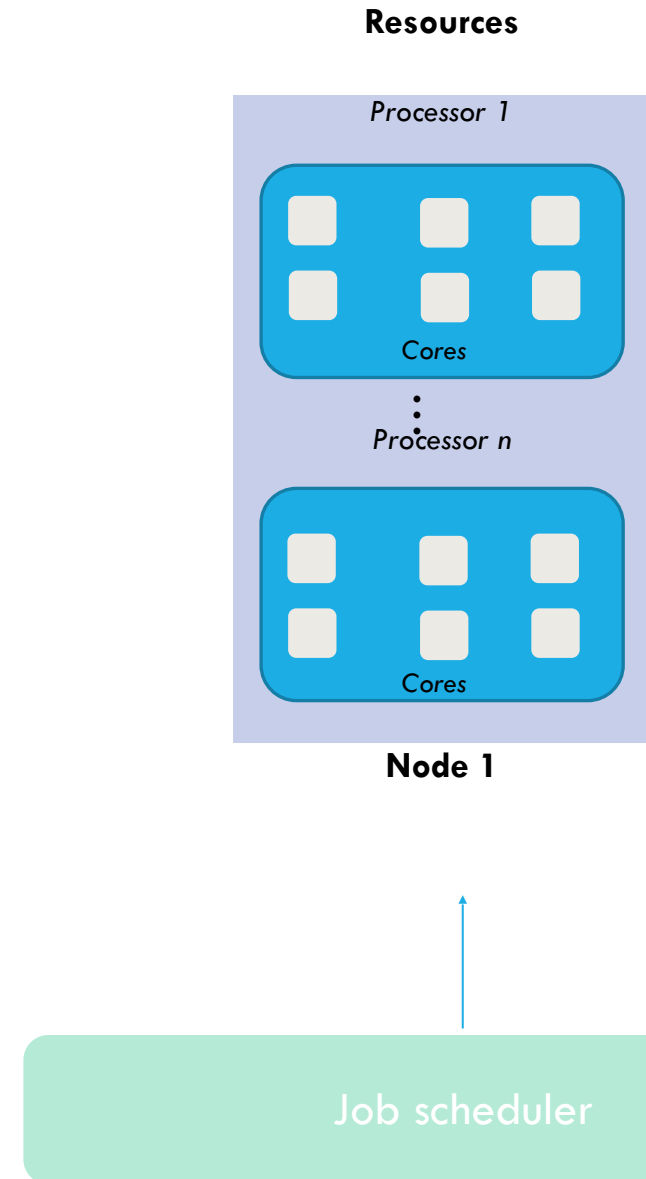 Resources
Processor 1
Cores
Processor n
Cores
Node 1
Job scheduler